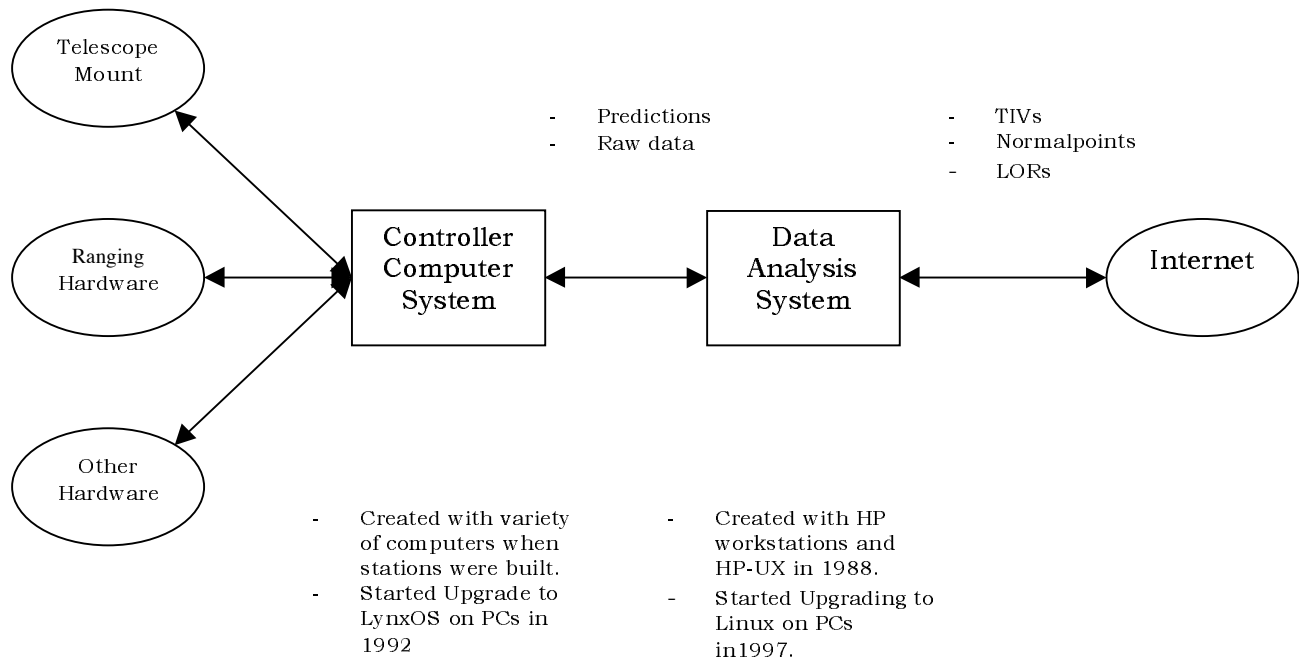 Telescope
Mount
- Predictions
- Raw data
- TIVs
- Normalpoints
- LORs
Ranging
Hardware
Controller
Computer
System
Data
Analysis
System
Internet
Other
Hardware
- Created with variety
of computers when
stations were built.
- Started Upgrade to
LynxOS on PCs in
1992
- Created with HP
workstations and
HP-UX in 1988.
- Started Upgrading to
Linux on PCs
in1997.